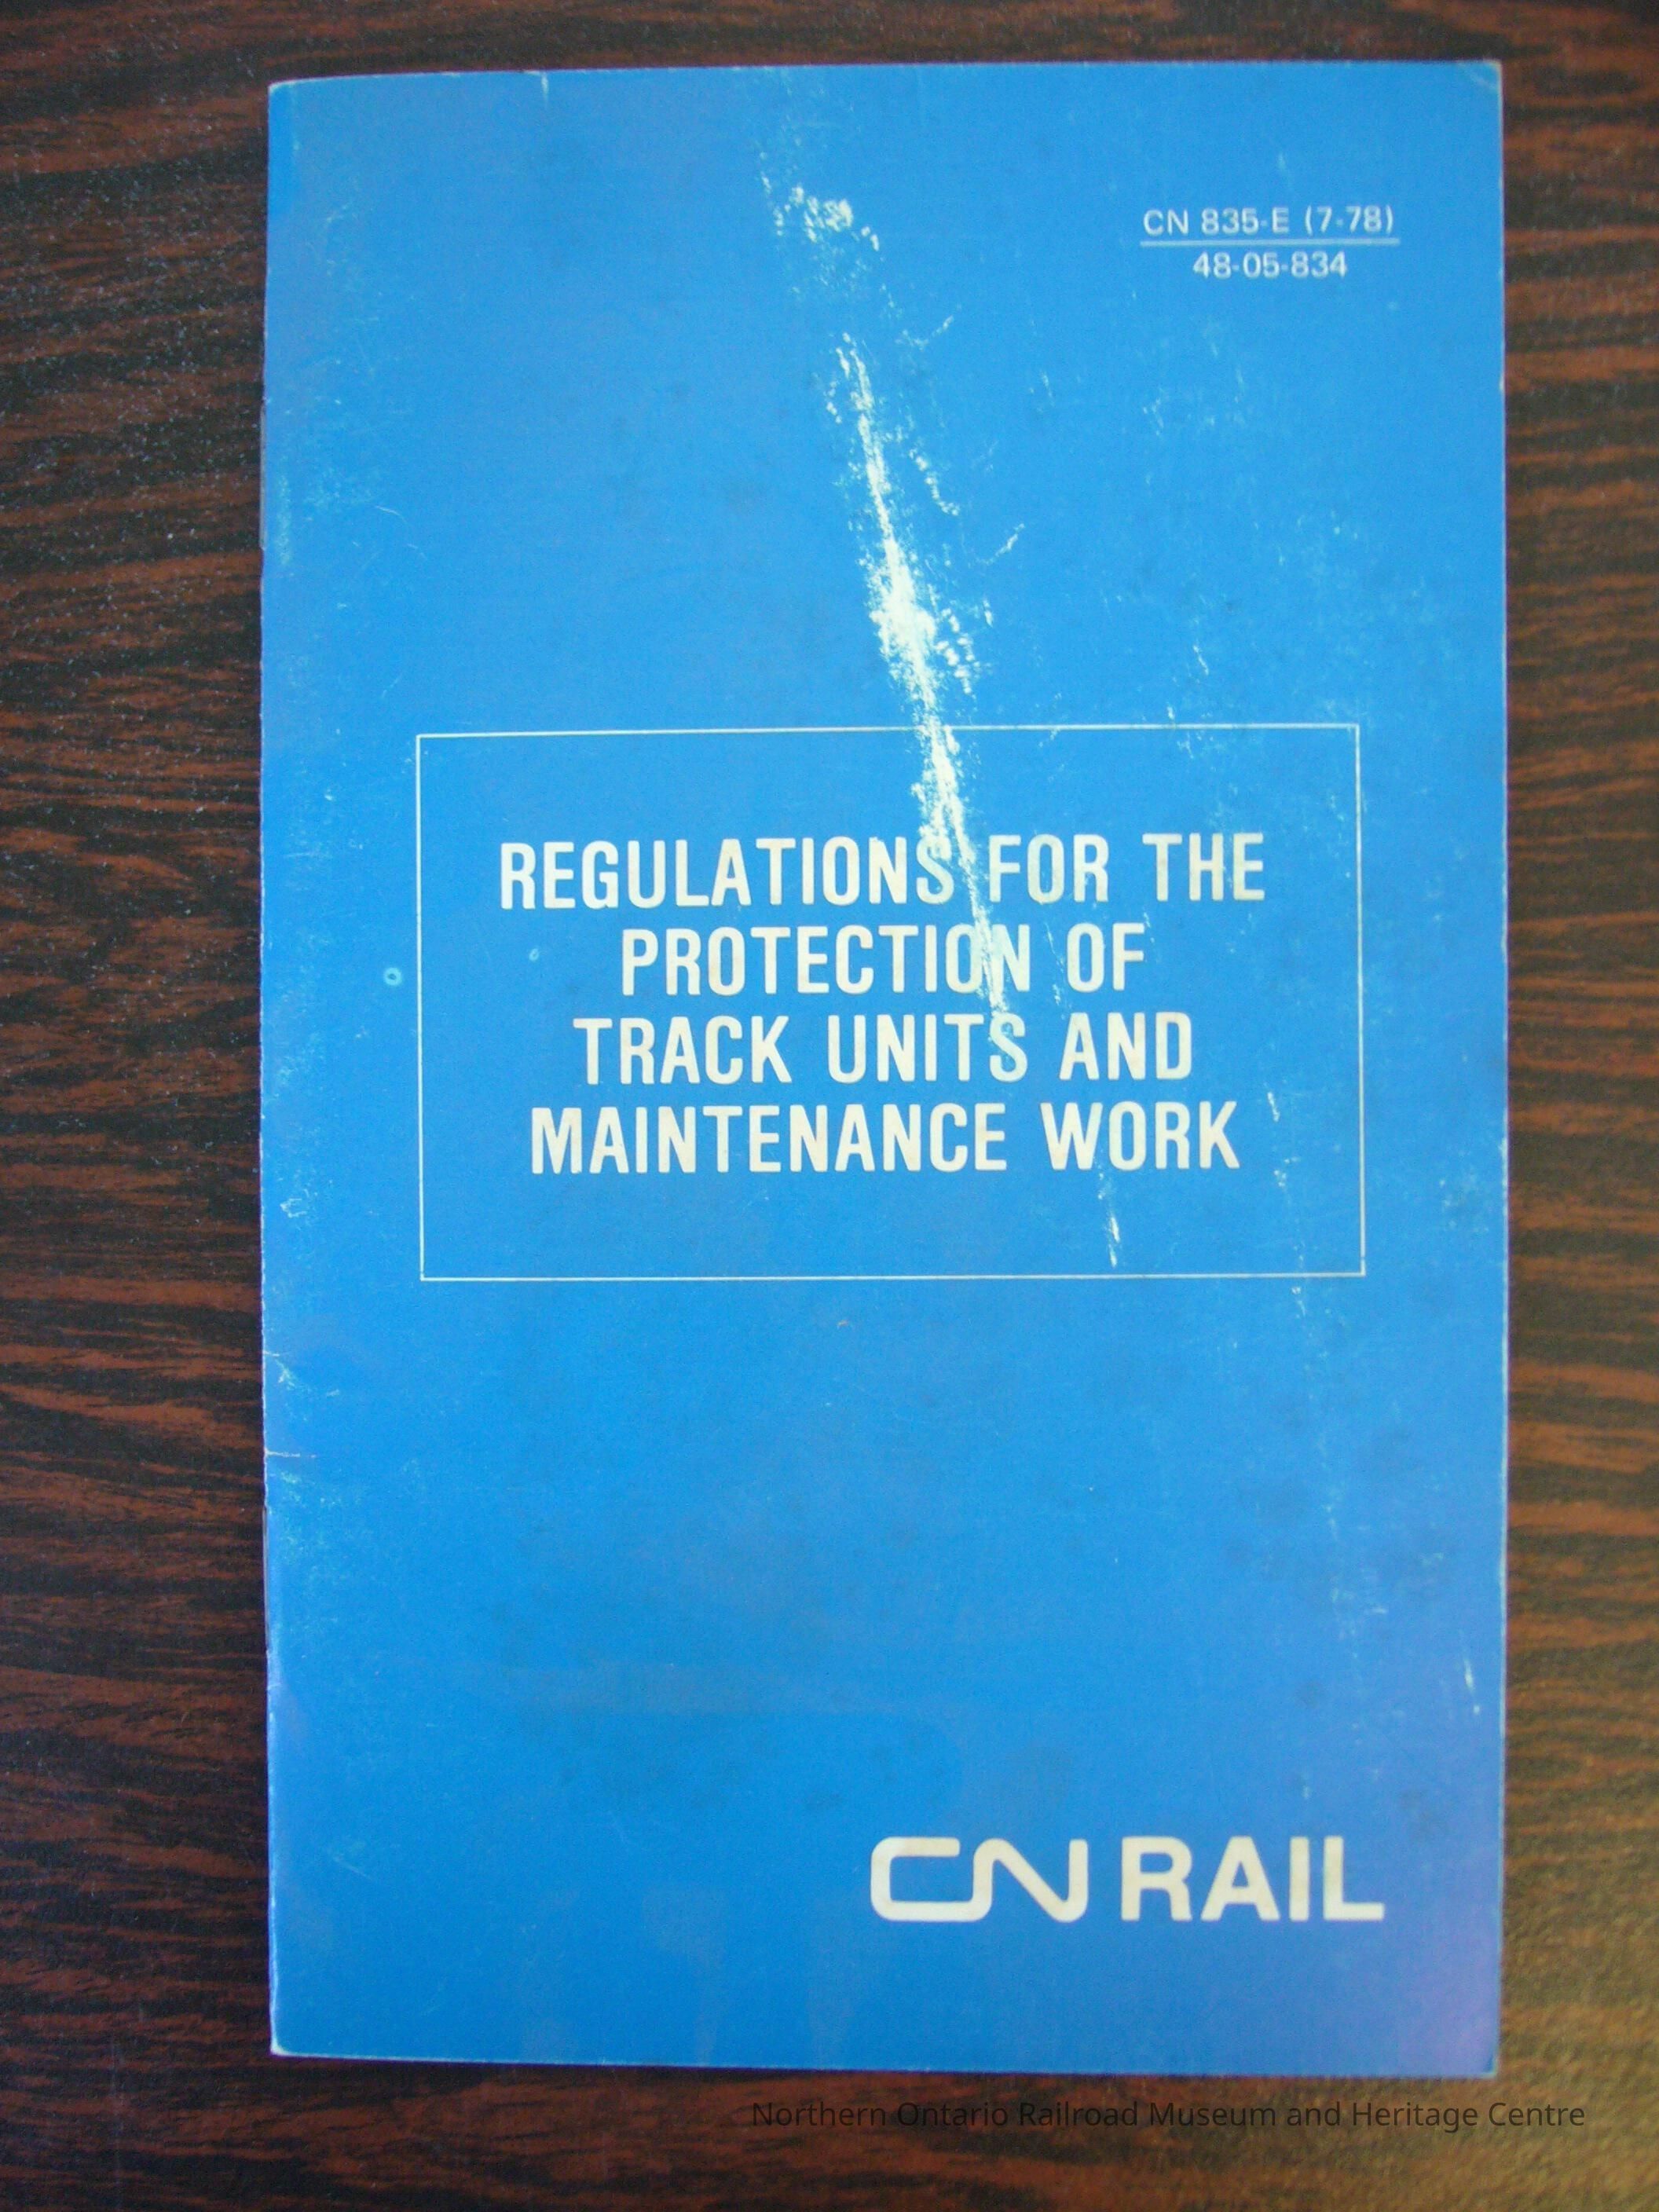 CN 835-E (7-78)
48-05-834
REGULATIONS FOR THE
PROTECTION OF
TRACK UNITS AND
MAINTENANCE WORK
CN RAIL
Northern Ontario Railroad Museum and Heritage Centre